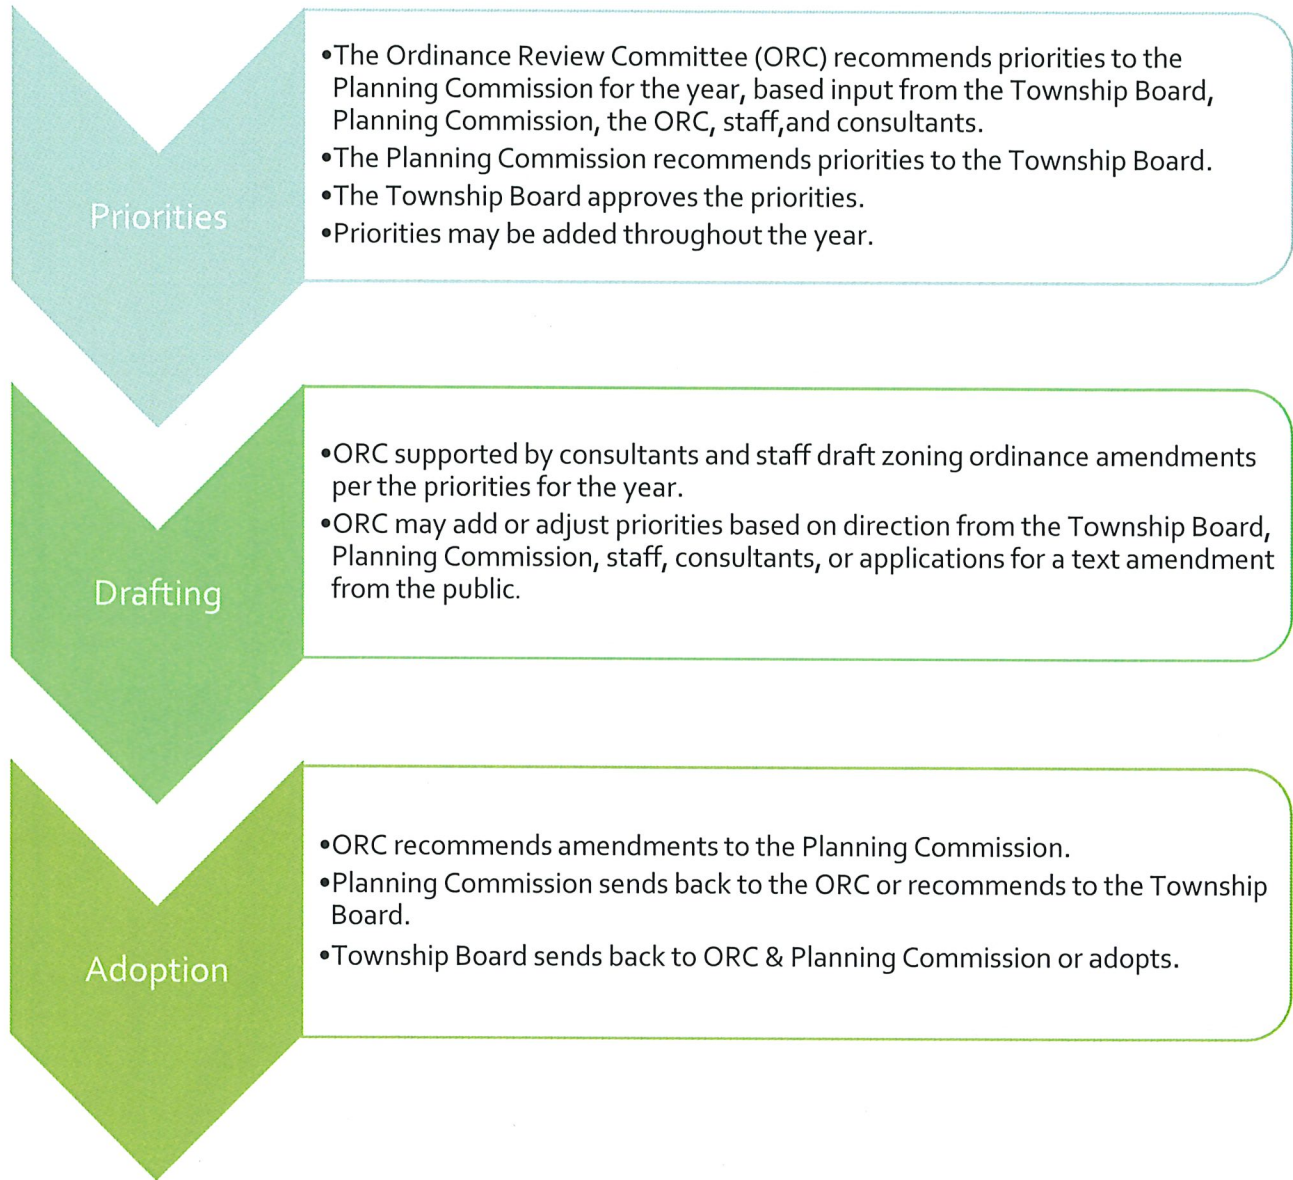 Priorities
•The Ordinance Review Committee (ORC) recommends priorities to the
Planning Commission for the year, based input from the Township Board,
Planning Commission, the ORC, staff,and consultants.
•The Planning Commission recommends priorities to the Township Board.
•The Township Board approves the priorities.
•Priorities may be added throughout the year.
Drafting
•ORC supported by consultants and staff draft zoning ordinance amendments
per the priorities for the year.
•ORC may add or adjust priorities based on direction from the Township Board,
Planning Commission, staff, consultants, or applications for a text amendment
from the public.
Adoption
•ORC recommends amendments to the Planning Commission.
•Planning Commission sends back to the ORC or recommends to the Township
Board.
•Township Board sends back to ORC & Planning Commission or adopts.